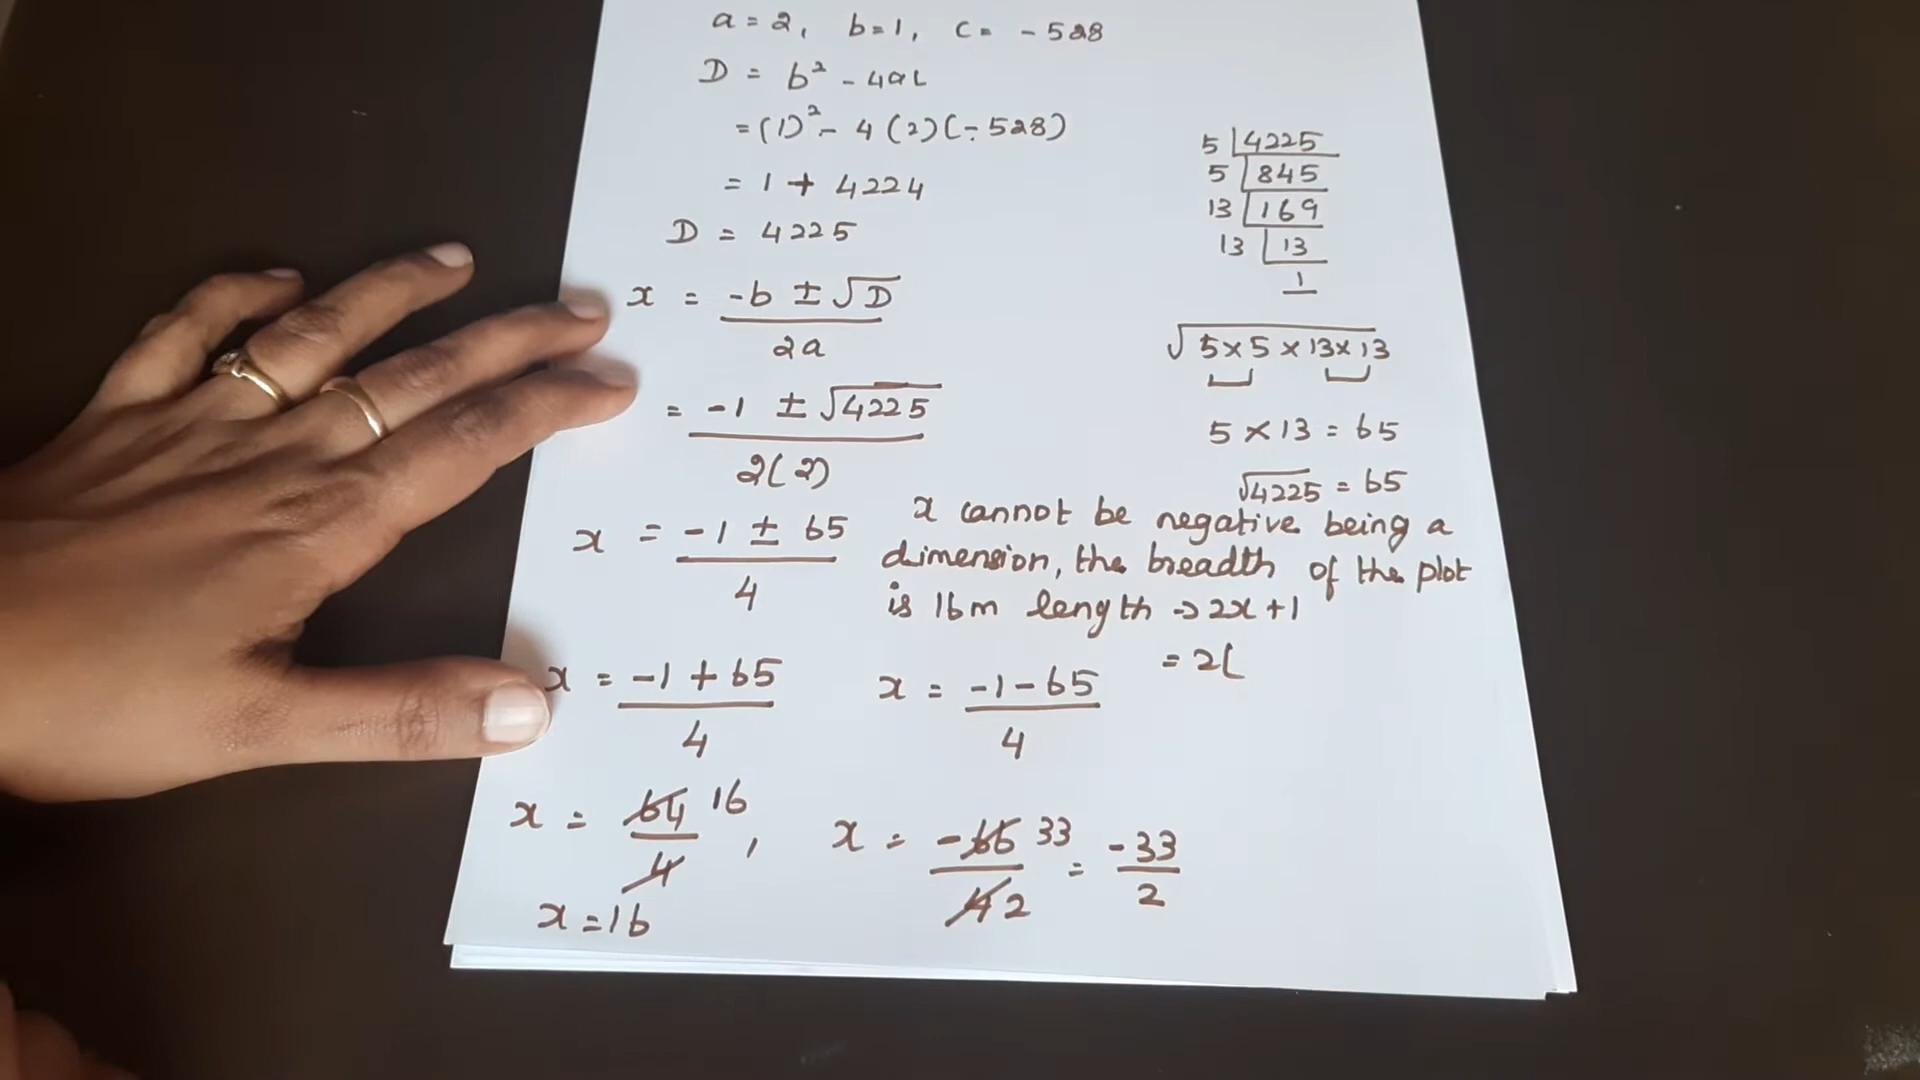 a = 2, b = 1, c = - 528
D = b² - 4ac
= (1)² - 4 (2) (- 528)
= 1 + 4224
D = 4225
x = -b ± √D
2a
= -1 ± √4225
2(2)
x = -1 ± 65
4
x = -1 + 65
4
x = 64 16
4
,
x = 16
5 | 4225
5 | 845
13 | 169
13 | 13
1
√5 × 5 × 13 × 13
5 × 13 = 65
√4225 = 65
x cannot be negative being a
dimension, the breadth of the plot
is 16m length → 2x + 1
= 2(
x = -1 - 65
4
x = -66 33 = -33
4 2 2